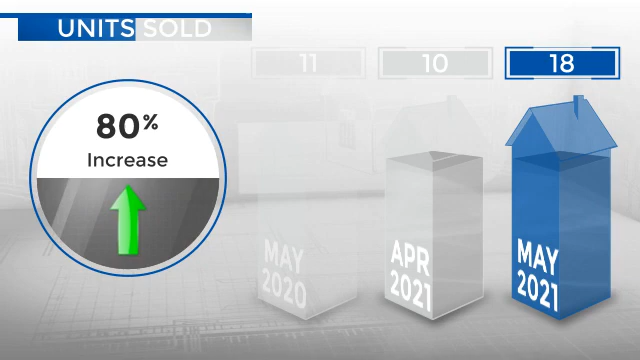 UNITS SOLD
11
10
18
80%
Increase
MAY
2020
APR
2021
MAY
2021